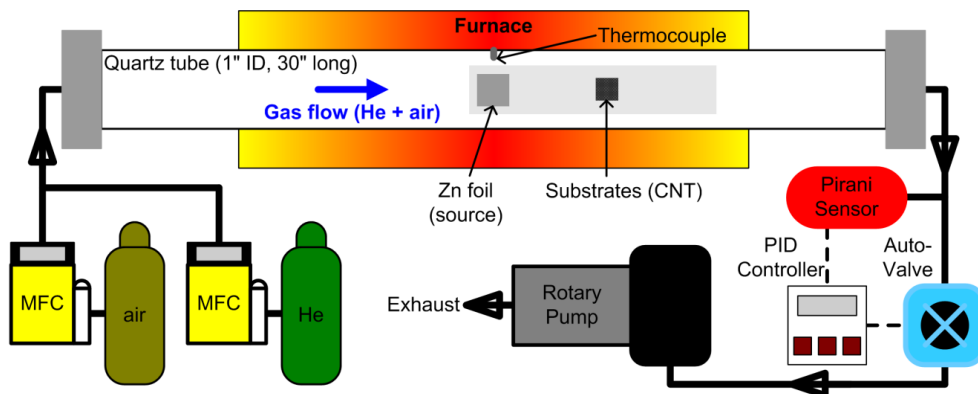 Furnace
Thermocouple
Quartz tube (1" ID, 30" long)
Gas flow (He + air)
Zn foil
(source)
Substrates (CNT)
Pirani
Sensor
PID
Controller
Auto-
Valve
MFC
air
MFC
He
Exhaust
Rotary
Pump